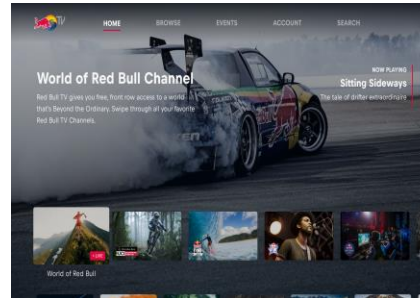 TV
HOME
BROWSE
EVENTS
ACCOUNT
SEARCH
World of Red Bull Channel
Red Bull TV gives you free, front row access to a world
that's Beyond the Ordinary. Swipe through all your favorite
Red Bull TV Channels.
NOW PLAYING
Sitting Sideways
The tale of drifter extraordinaire
World of Red Bull